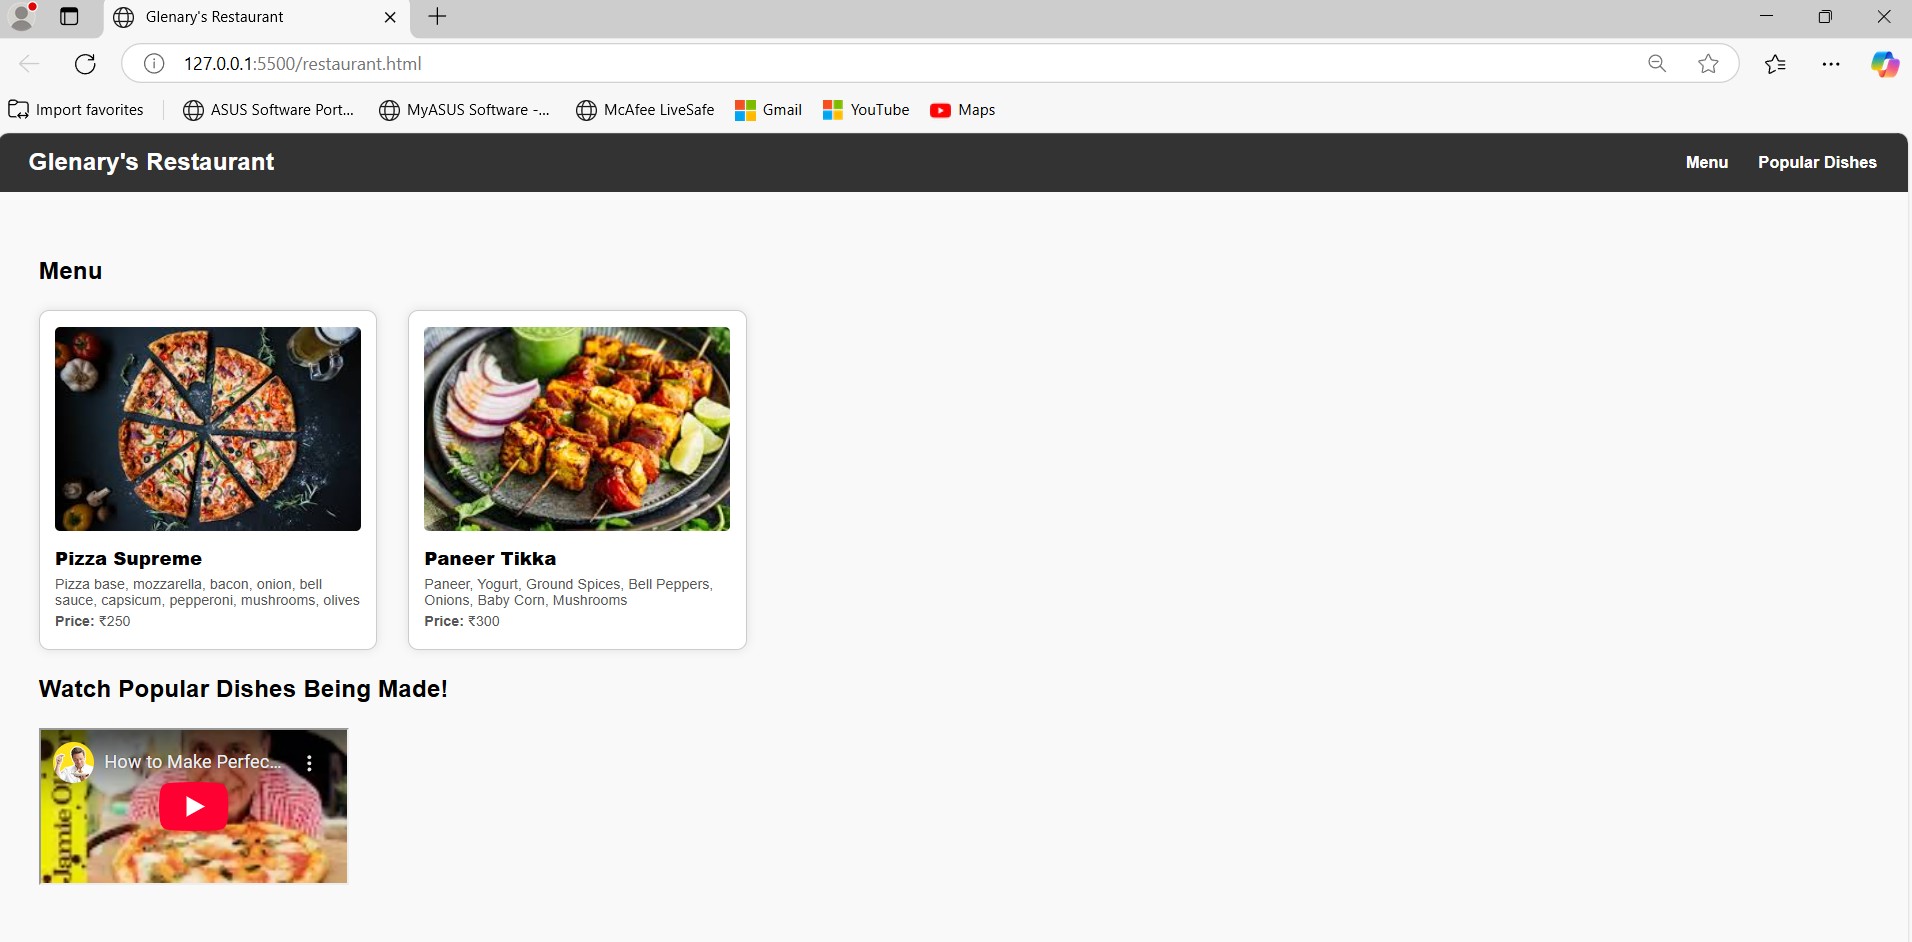 Glenary's Restaurant
127.0.0.1:5500/restaurant.html
Import favorites
ASUS Software Port...
MyASUS Software -...
McAfee LiveSafe
Gmail
YouTube
Maps
Glenary's Restaurant
Menu
Popular Dishes
Menu
Pizza Supreme
Pizza base, mozzarella, bacon, onion, bell
sauce, capsicum, pepperoni, mushrooms, olives
Price: ₹250
Paneer Tikka
Paneer, Yogurt, Ground Spices, Bell Peppers,
Onions, Baby Corn, Mushrooms
Price: ₹300
Watch Popular Dishes Being Made!
How to Make Perfec...
Jamie O